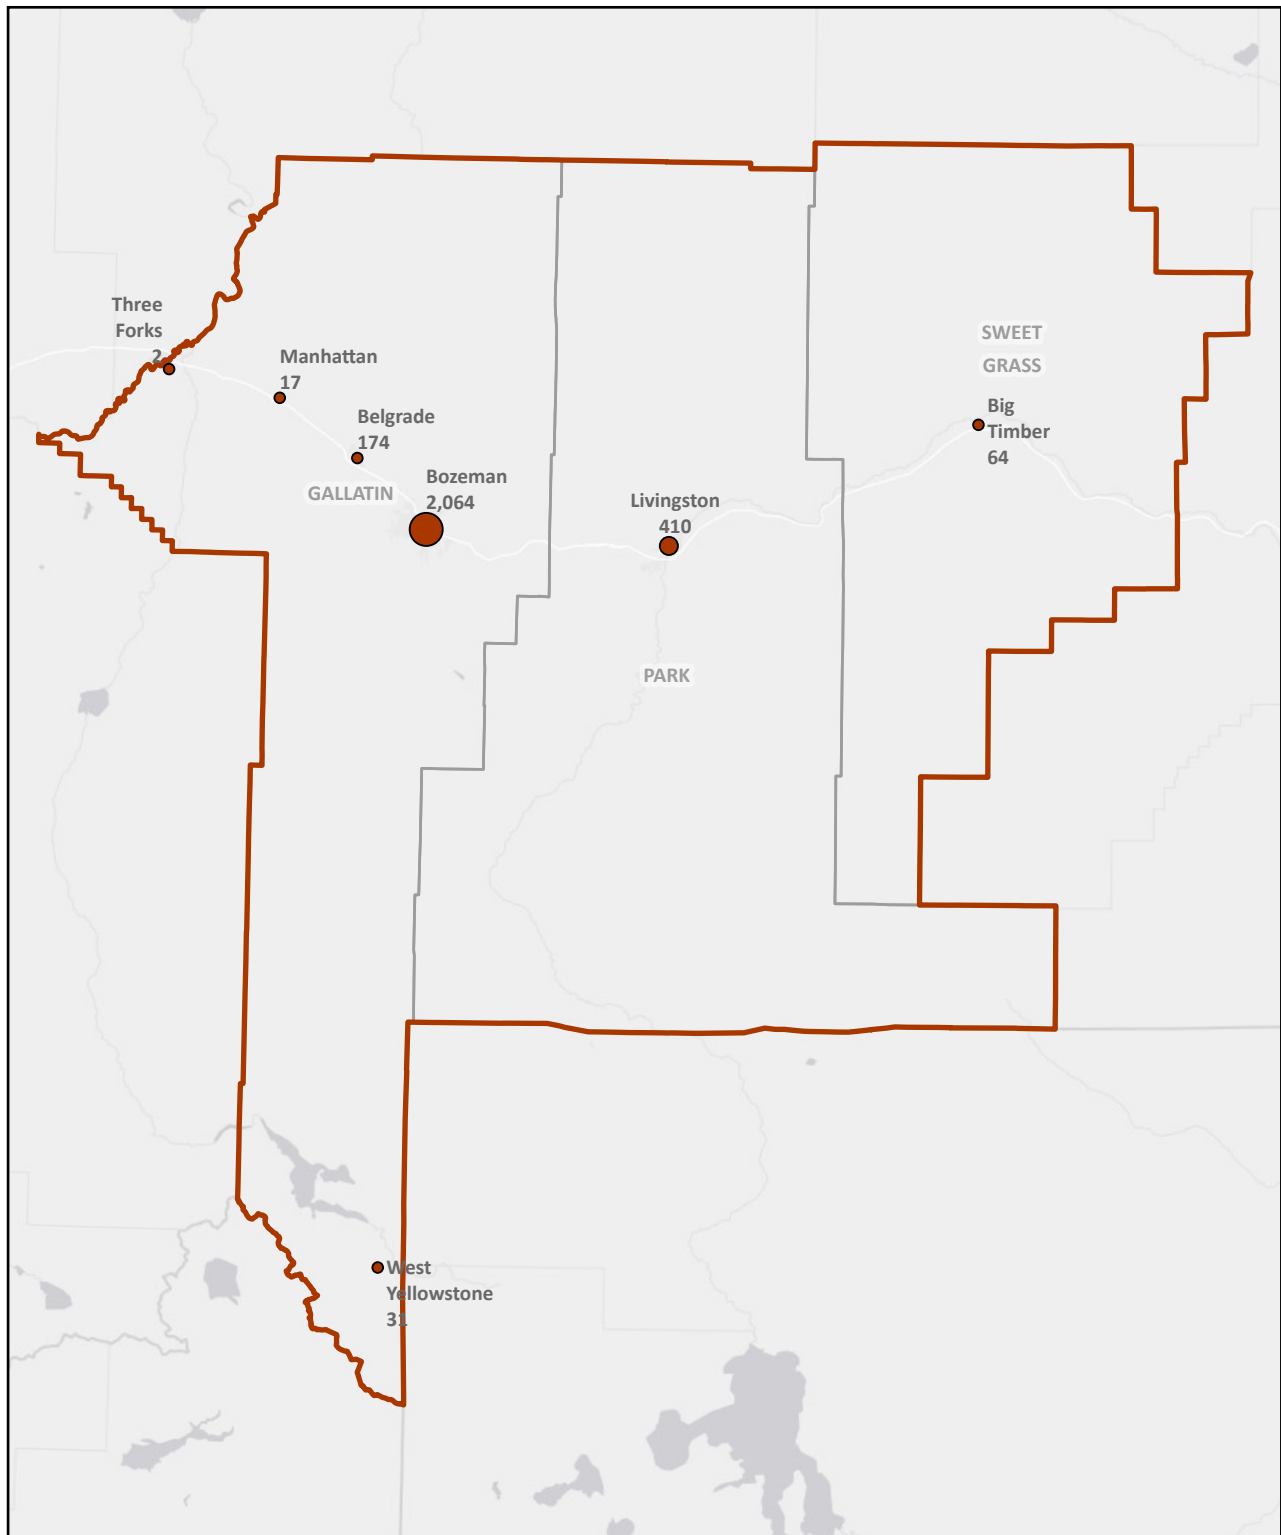 Three
Forks
2
Manhattan
17
Belgrade
174
GALLATIN
Bozeman
2,064
Livingston
410
PARK
SWEET
GRASS
Big
Timber
64
West
Yellowstone
31